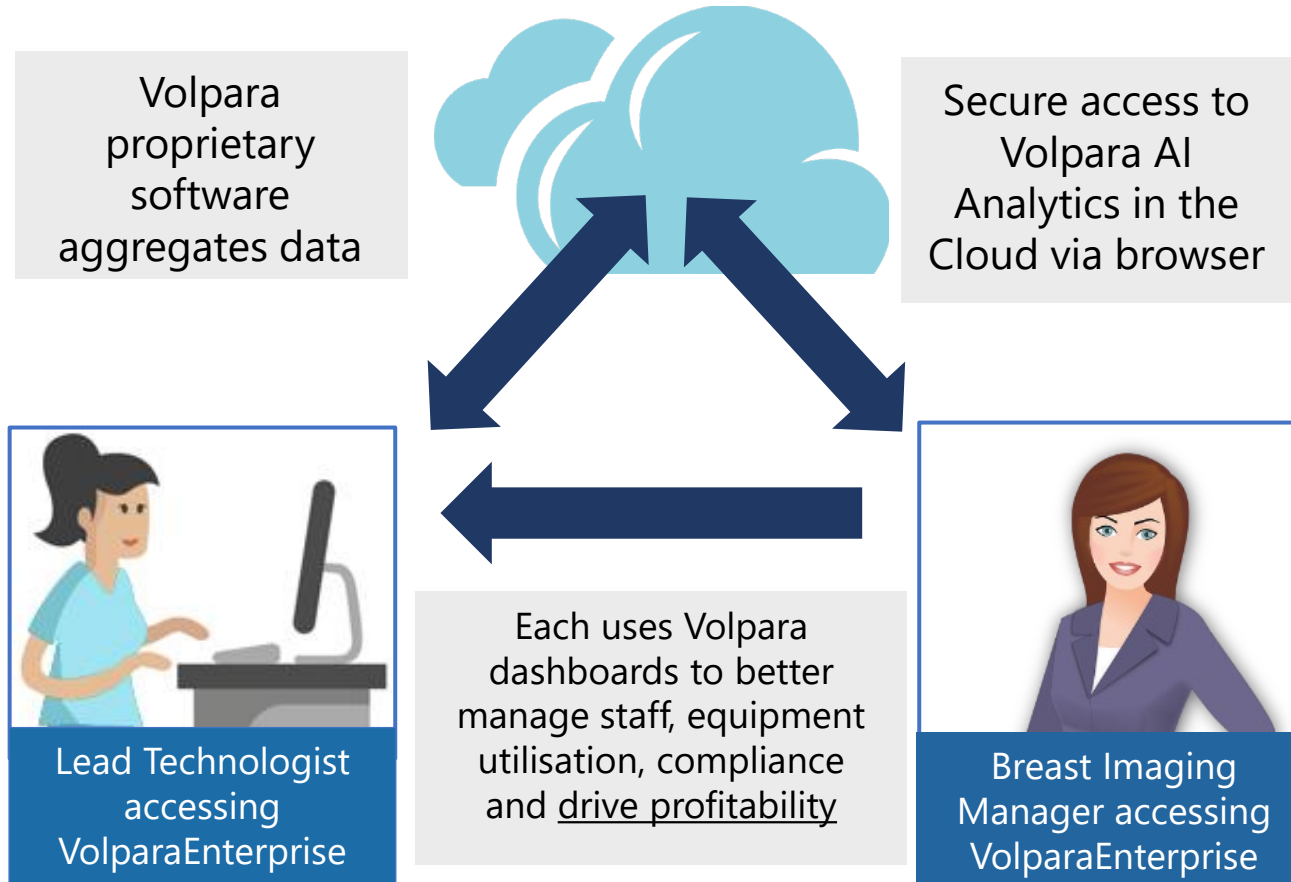 Volpara
proprietary
software
aggregates data
Secure access to
Volpara AI
Analytics in the
Cloud via browser
Each uses Volpara
dashboards to better
manage staff, equipment
utilisation, compliance
and drive profitability
Lead Technologist
accessing
VolparaEnterprise
Breast Imaging
Manager accessing
VolparaEnterprise